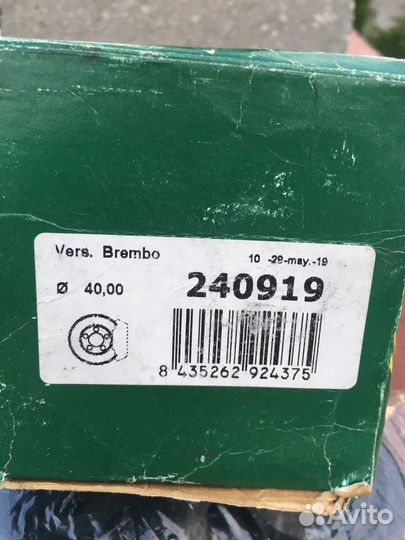 Vers. Brembo
10 -29-may.-19
Ø 40,00
240919
8 435262 924375
Avito